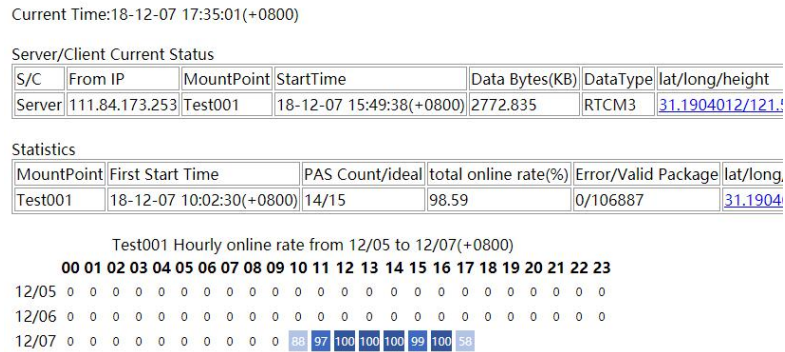 Current Time:18-12-07 17:35:01(+0800)
Server/Client Current Status
S/C From IP MountPoint StartTime Data Bytes(KB) DataType lat/long/height
Server 111.84.173.253 Test001 18-12-07 15:49:38(+0800) 2772.835 RTCM3 31.1904012/121.5
Statistics
MountPoint First Start Time PAS Count/ideal total online rate(%) Error/Valid Package lat/long,
Test001 18-12-07 10:02:30(+0800) 14/15 98.59 0/106887 31.1904
Test001 Hourly online rate from 12/05 to 12/07(+0800)
00 01 02 03 04 05 06 07 08 09 10 11 12 13 14 15 16 17 18 19 20 21 22 23
12/05 0 0 0 0 0 0 0 0 0 0 0 0 0 0 0 0 0 0 0 0 0 0 0 0
12/06 0 0 0 0 0 0 0 0 0 0 0 0 0 0 0 0 0 0 0 0 0 0 0 0
12/07 0 0 0 0 0 0 0 0 0 0 88 97 100 100 100 99 100 58